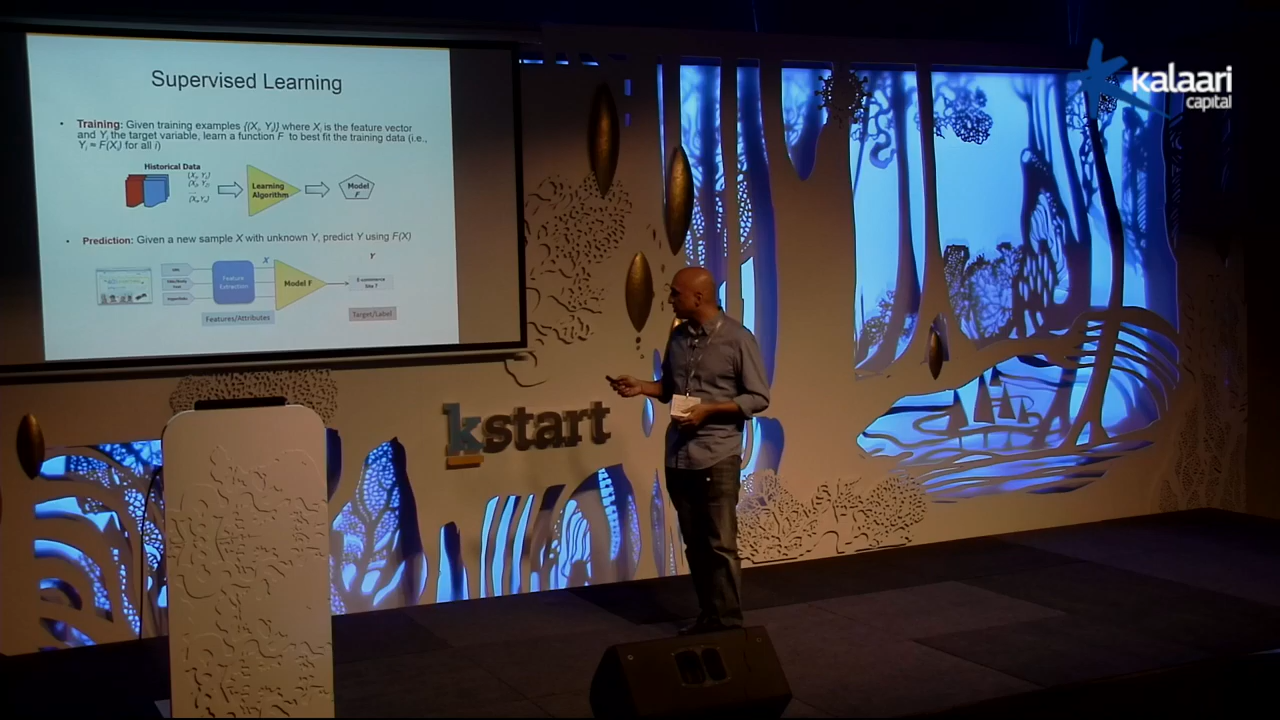 kalaari
capital
Supervised Learning
• Training: Given training examples {(Xi, Yi)} where Xi is the feature vector
and Yi the target variable, learn a function F to best fit the training data (i.e.,
Yi ≈ F(Xi) for all i)
Historical Data
Learning
Algorithm
Model
F
• Prediction: Given a new sample X with unknown Y, predict Y using F(X)
X
Y
Feature
Extraction
Model F
E-commerce
Site ?
Features/Attributes
Target/Label
kstart